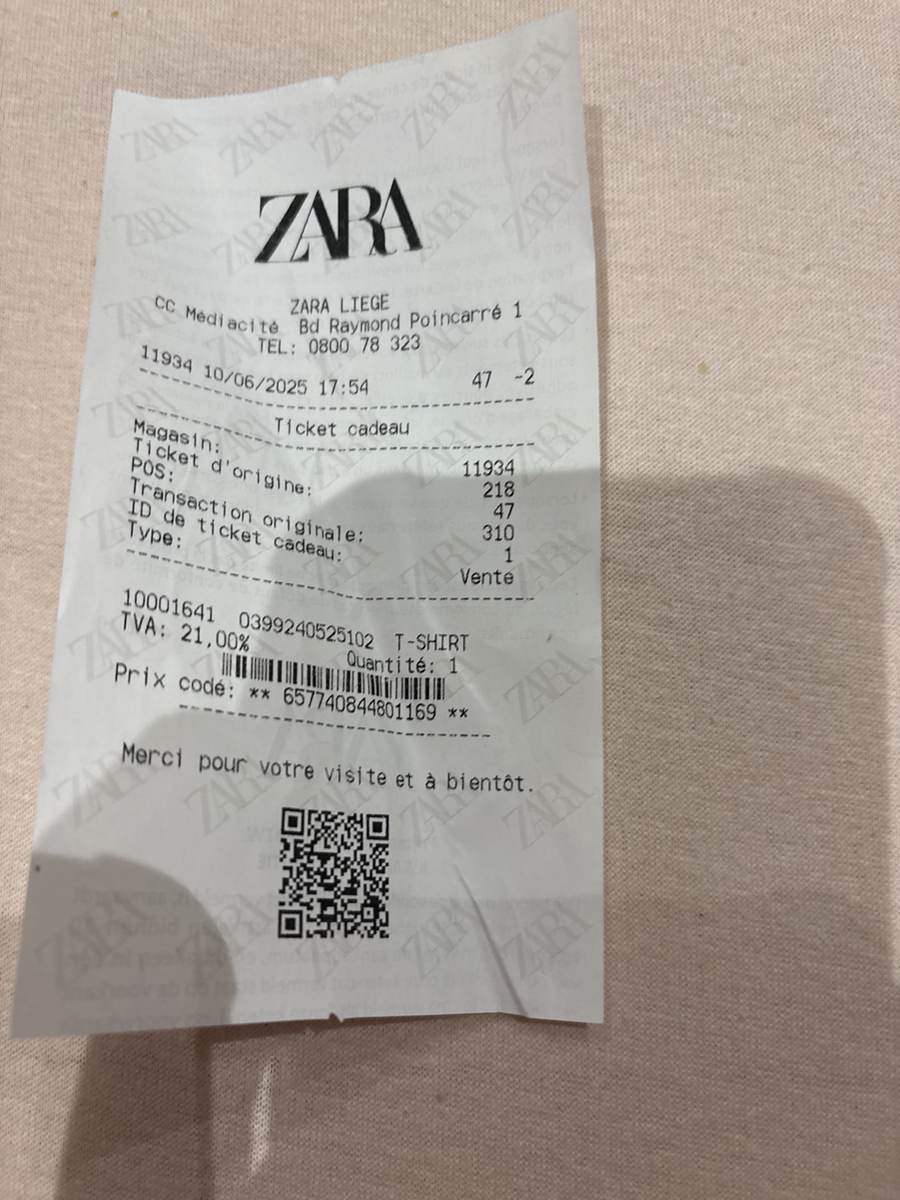 ZARA
ZARA LIEGE
CC Médiacité Bd Raymond Poincarré 1
TEL: 0800 78 323
11934 10/06/2025 17:54 47 -2
Ticket cadeau
Magasin: 11934
Ticket d'origine: 218
POS: 47
Transaction originale: 310
ID de ticket cadeau: 1
Type: Vente
10001641 0399240525102 T-SHIRT
TVA: 21,00% Quantité: 1
Prix codé: ** 657740844801169 **
Merci pour votre visite et à bientôt.